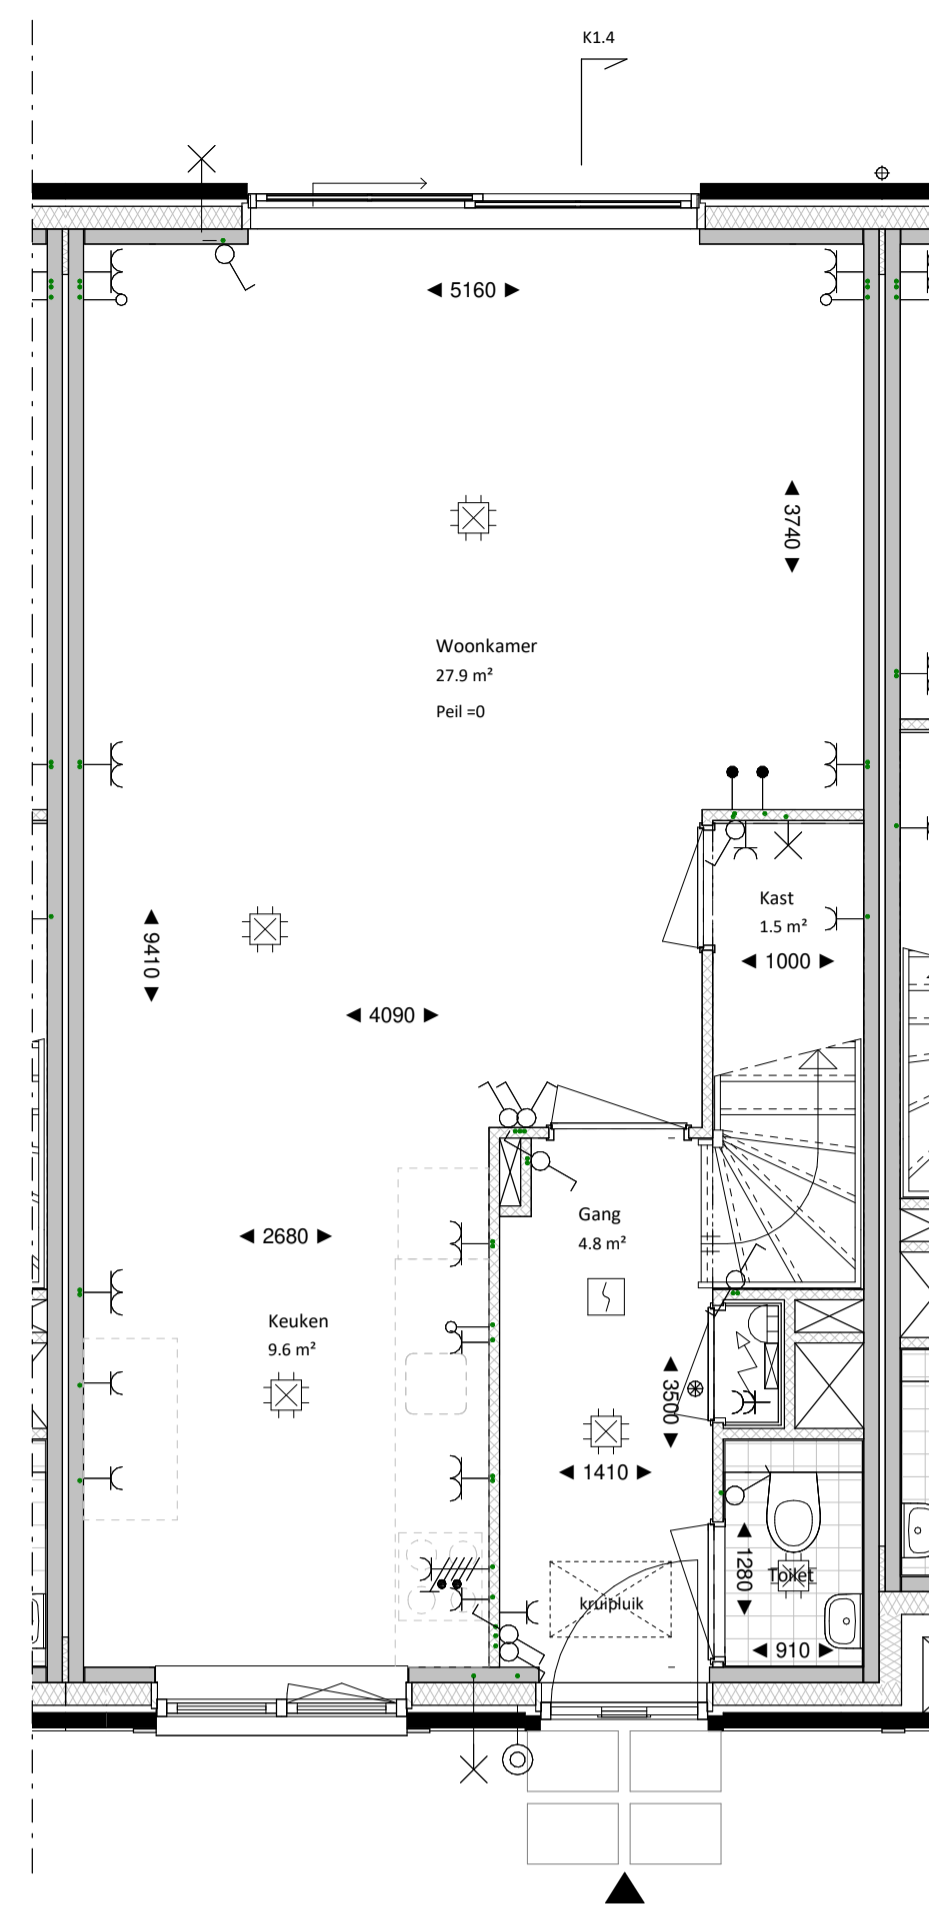 K1.4
◄ 5160 ►
◄ 3740 ►
Woonkamer
27.9 m²
Peil =0
Kast
1.5 m²
◄ 1000 ►
◄ 9410 ►
◄ 4090 ►
Gang
4.8 m²
◄ 2680 ►
Keuken
9.6 m²
◄ 3500 ►
◄ 1410 ►
◄ 1280 ►
Toilet
kruipluik
◄ 910 ►